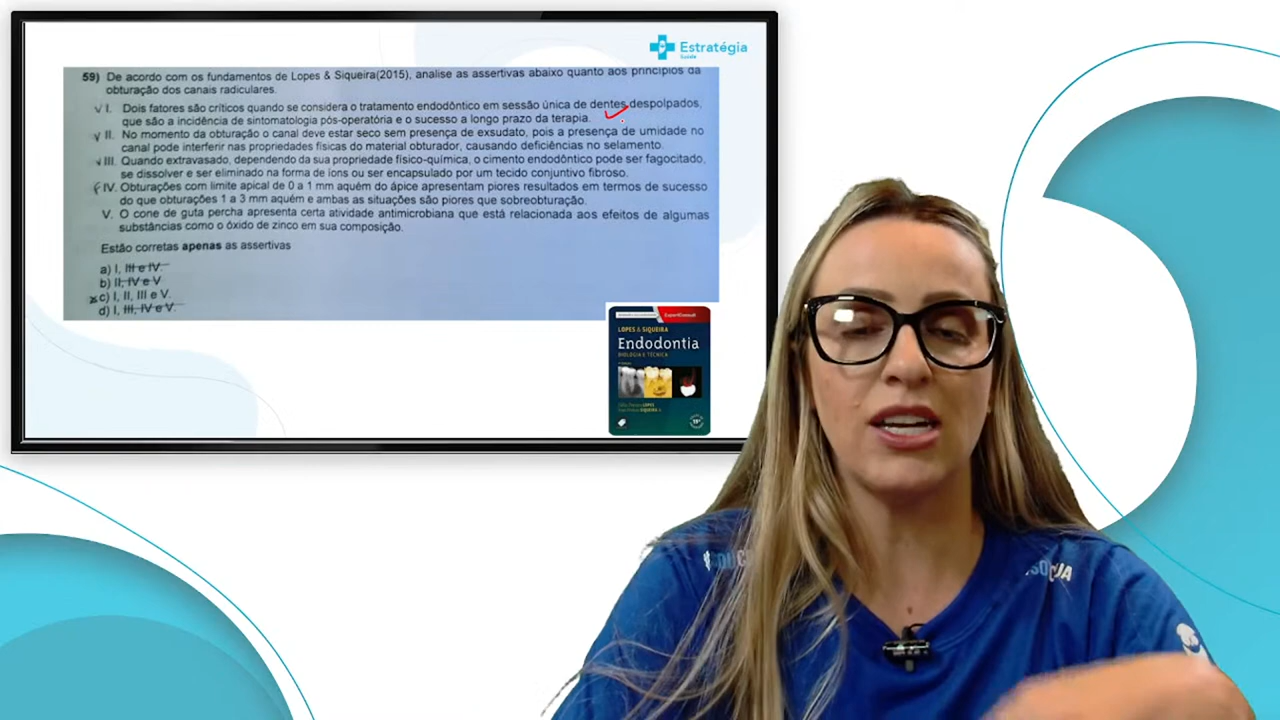 Estratégia
Saúde
59) De acordo com os fundamentos de Lopes & Siqueira(2015), analise as assertivas abaixo quanto aos princípios da
obturação dos canais radiculares.
I. Dois fatores são críticos quando se considera o tratamento endodôntico em sessão única de dentes despolpados,
que são a incidência de sintomatologia pós-operatória e o sucesso a longo prazo da terapia.
II. No momento da obturação o canal deve estar seco sem presença de exsudato, pois a presença de umidade no
canal pode interferir nas propriedades físicas do material obturador, causando deficiências no selamento.
III. Quando extravasado, dependendo da sua propriedade físico-química, o cimento endodôntico pode ser fagocitado,
se dissolver e ser eliminado na forma de íons ou ser encapsulado por um tecido conjuntivo fibroso.
IV. Obturações com limite apical de 0 a 1 mm aquém do ápice apresentam piores resultados em termos de sucesso
do que obturações 1 a 3 mm aquém e ambas as situações são piores que sobreobturação.
V. O cone de guta percha apresenta certa atividade antimicrobiana que está relacionada aos efeitos de algumas
substâncias como o óxido de zinco em sua composição.
Estão corretas apenas as assertivas
a) I, III e IV.
b) II, IV e V
c) I, II, III e V.
d) I, III, IV e V.
ExpertConsult
LOPES & SIQUEIRA
Endodontia
BIOLOGIA E TÉCNICA